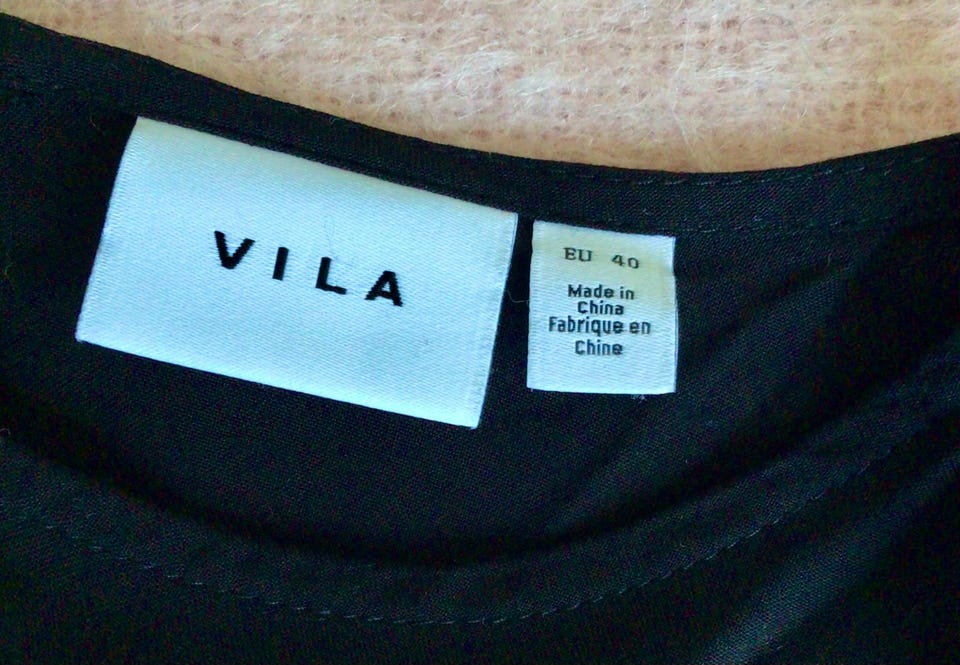 VILA
EU 40
Made in
China
Fabrique en
Chine